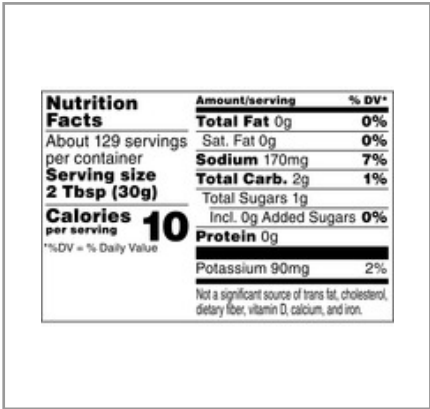 Nutrition
Facts
About 129 servings
per container
Serving size
2 Tbsp (30g)
Calories
per serving
10
*%DV = % Daily Value
Amount/serving % DV*
Total Fat 0g 0%
Sat. Fat 0g 0%
Sodium 170mg 7%
Total Carb. 2g 1%
Total Sugars 1g
Incl. 0g Added Sugars 0%
Protein 0g
Potassium 90mg 2%
Not a significant source of trans fat, cholesterol,
dietary fiber, vitamin D, calcium, and iron.